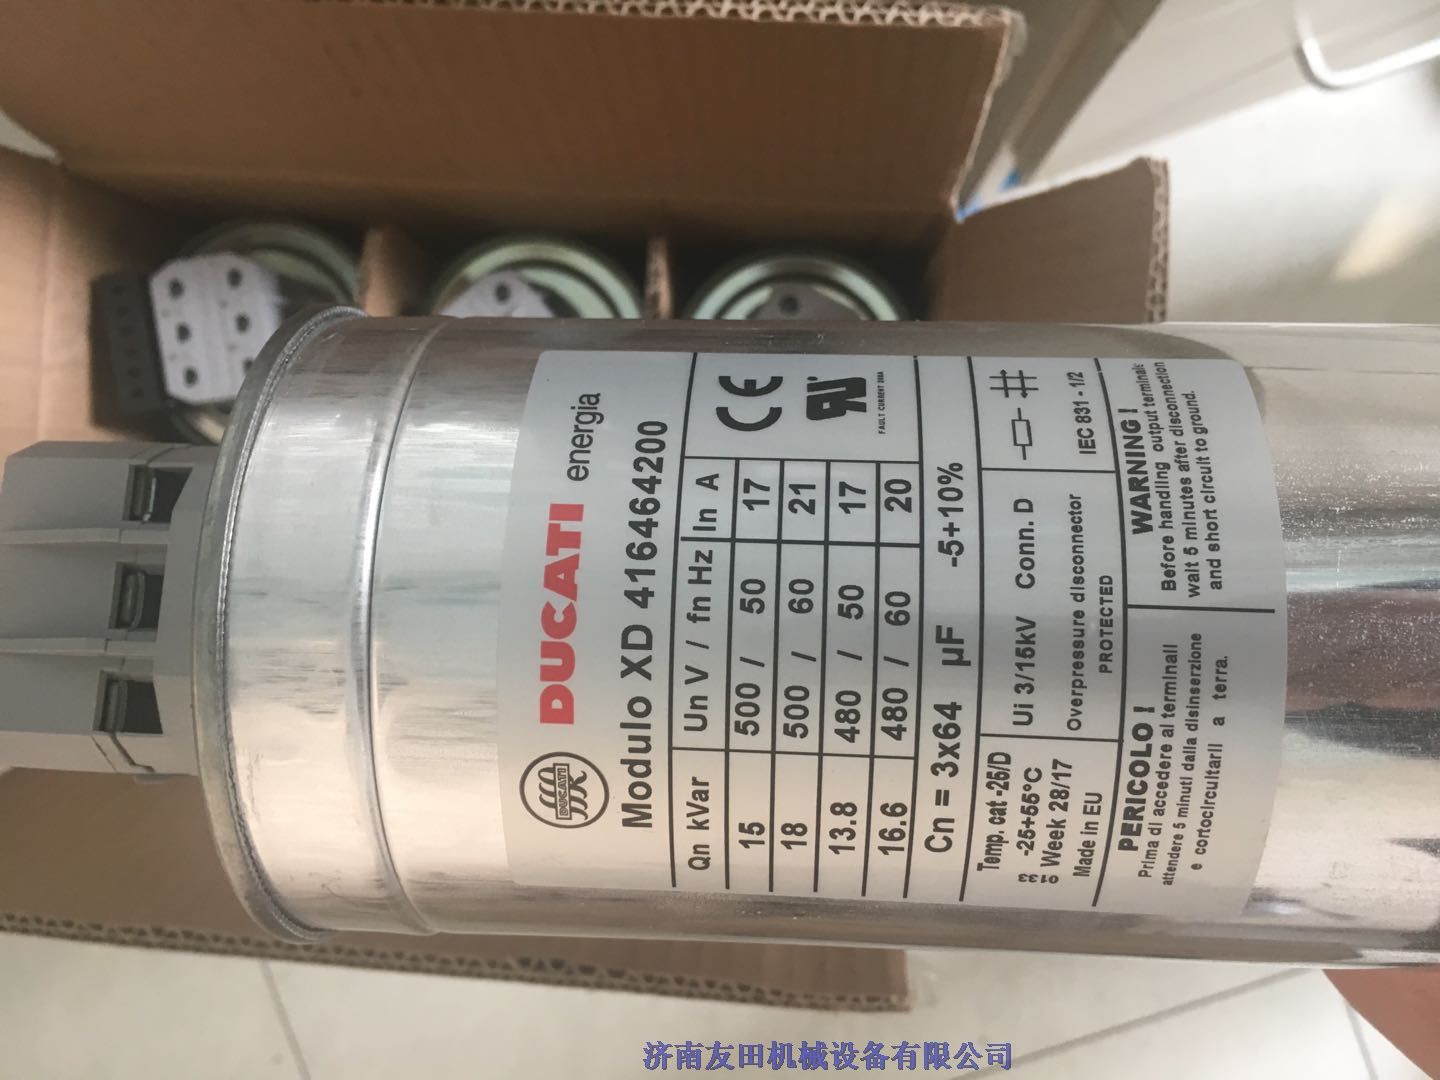 DUCATI
DUCATI energia
Modulo XD 416464200
Qn kVar Un V / fn Hz In A
15 500 / 50 17
18 500 / 60 21
13.8 480 / 50 17
16.6 480 / 60 20
CE
FAULT CURRENT
Cn = 3x64 µF -5+10%
Temp. cat -25/D
-25+55°C
Week 28/17
Made in EU
Ui 3/15kV Conn. D
Overpressure disconnector
PROTECTED
IEC 831 - 1/2
PERICOLO !
Prima di accedere ai terminali
attendere 5 minuti dalla disinserzione
e cortocircuitarli a terra.
WARNING !
Before handling output terminals
wait 5 minutes after disconnection
and short circuit to ground.
济南友田机械设备有限公司